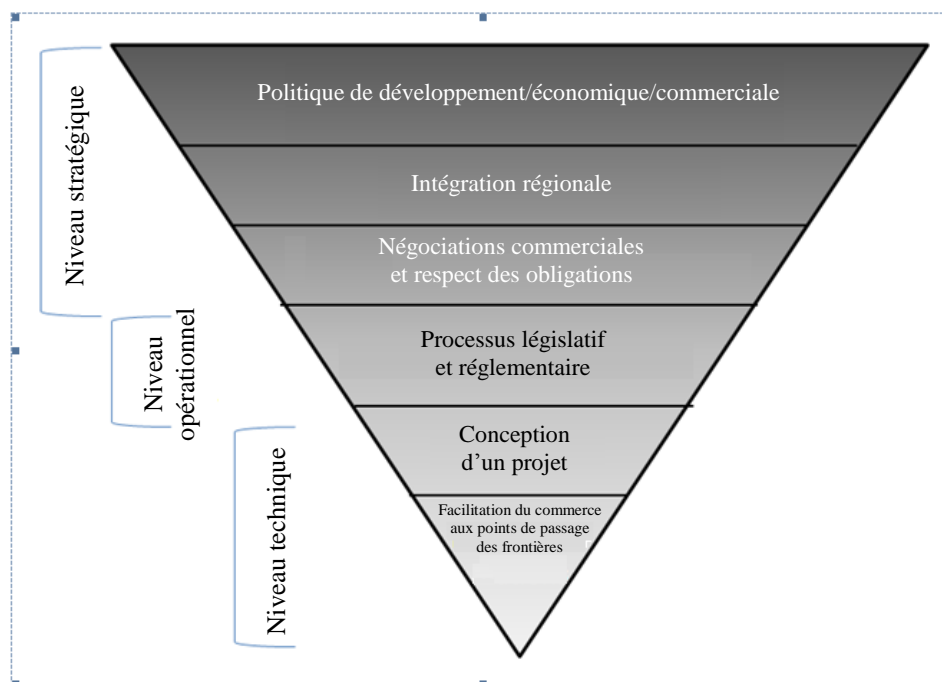 Niveau stratégique
Niveau
opérationnel
Niveau technique
Politique de développement/économique/commerciale
Intégration régionale
Négociations commerciales
et respect des obligations
Processus législatif
et réglementaire
Conception
d’un projet
Facilitation du commerce
aux points de passage
des frontières